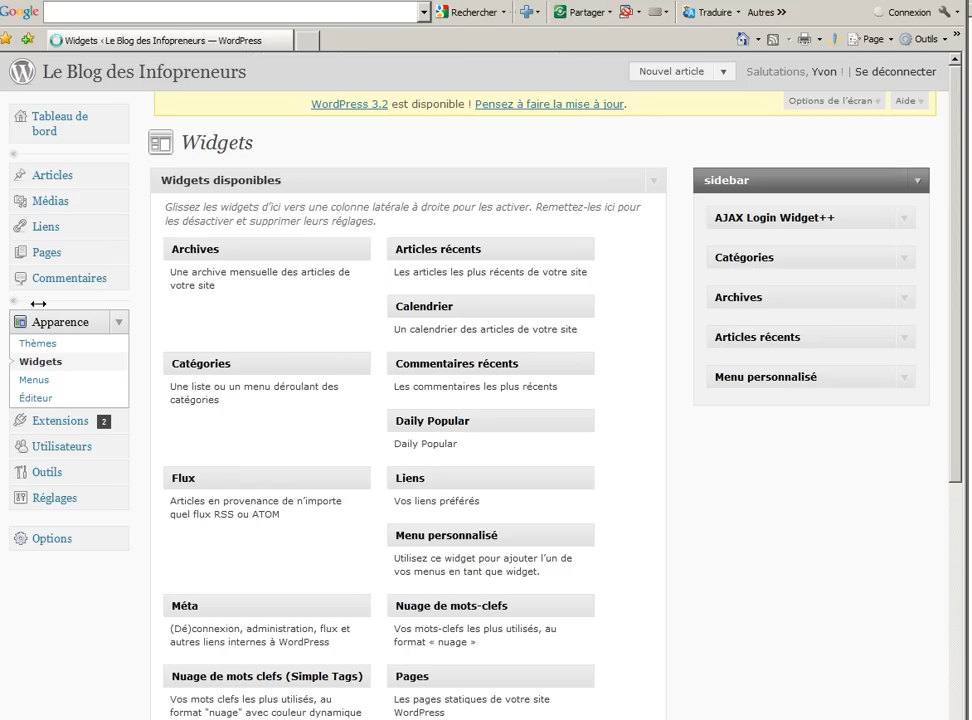 Google
Rechercher
Partager
Traduire
Autres »
Connexion
Widgets ‹ Le Blog des Infopreneurs — WordPress
Page
Outils
Le Blog des Infopreneurs
Nouvel article
Salutations, Yvon ! | Se déconnecter
WordPress 3.2 est disponible ! Pensez à faire la mise à jour.
Options de l'écran
Aide
Tableau de
bord
Articles
Médias
Liens
Pages
Commentaires
Apparence
Thèmes
Widgets
Menus
Éditeur
Extensions 2
Utilisateurs
Outils
Réglages
Options
Widgets
Widgets disponibles
Glissez les widgets d'ici vers une colonne latérale à droite pour les activer. Remettez-les ici pour
les désactiver et supprimer leurs réglages.
Archives
Une archive mensuelle des articles de
votre site
Articles récents
Les articles les plus récents de votre site
Calendrier
Un calendrier des articles de votre site
Catégories
Une liste ou un menu déroulant des
catégories
Commentaires récents
Les commentaires les plus récents
Daily Popular
Daily Popular
Flux
Articles en provenance de n'importe
quel flux RSS ou ATOM
Liens
Vos liens préférés
Menu personnalisé
Utilisez ce widget pour ajouter l'un de
vos menus en tant que widget.
Méta
(Dé)connexion, administration, flux et
autres liens internes à WordPress
Nuage de mots-clefs
Vos mots-clefs les plus utilisés, au
format « nuage »
Nuage de mots clefs (Simple Tags)
Vos mots clefs les plus utilisés, au
format "nuage" avec couleur dynamique
Pages
Les pages statiques de votre site
WordPress
sidebar
AJAX Login Widget++
Catégories
Archives
Articles récents
Menu personnalisé